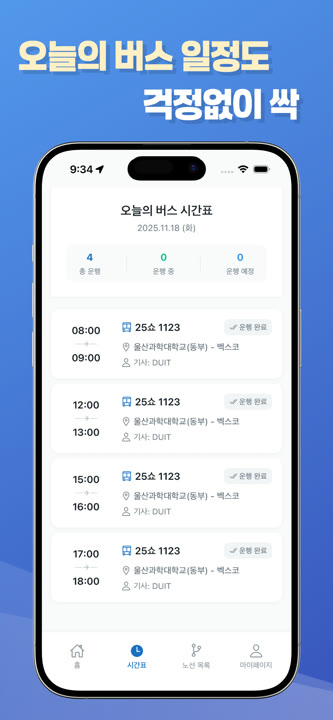 오늘의 버스 일정도
걱정없이 싹
9:34
오늘의 버스 시간표
2025.11.18 (화)
4 0 0
총 운행 운행 중 운행 예정
08:00
09:00
25쇼 1123
운행 완료
울산과학대학교(동부) - 벡스코
기사: DUIT
12:00
13:00
25쇼 1123
운행 완료
울산과학대학교(동부) - 벡스코
기사: DUIT
15:00
16:00
25쇼 1123
운행 완료
울산과학대학교(동부) - 벡스코
기사: DUIT
17:00
18:00
25쇼 1123
운행 완료
울산과학대학교(동부) - 벡스코
기사: DUIT
홈 시간표 노선 목록 마이페이지